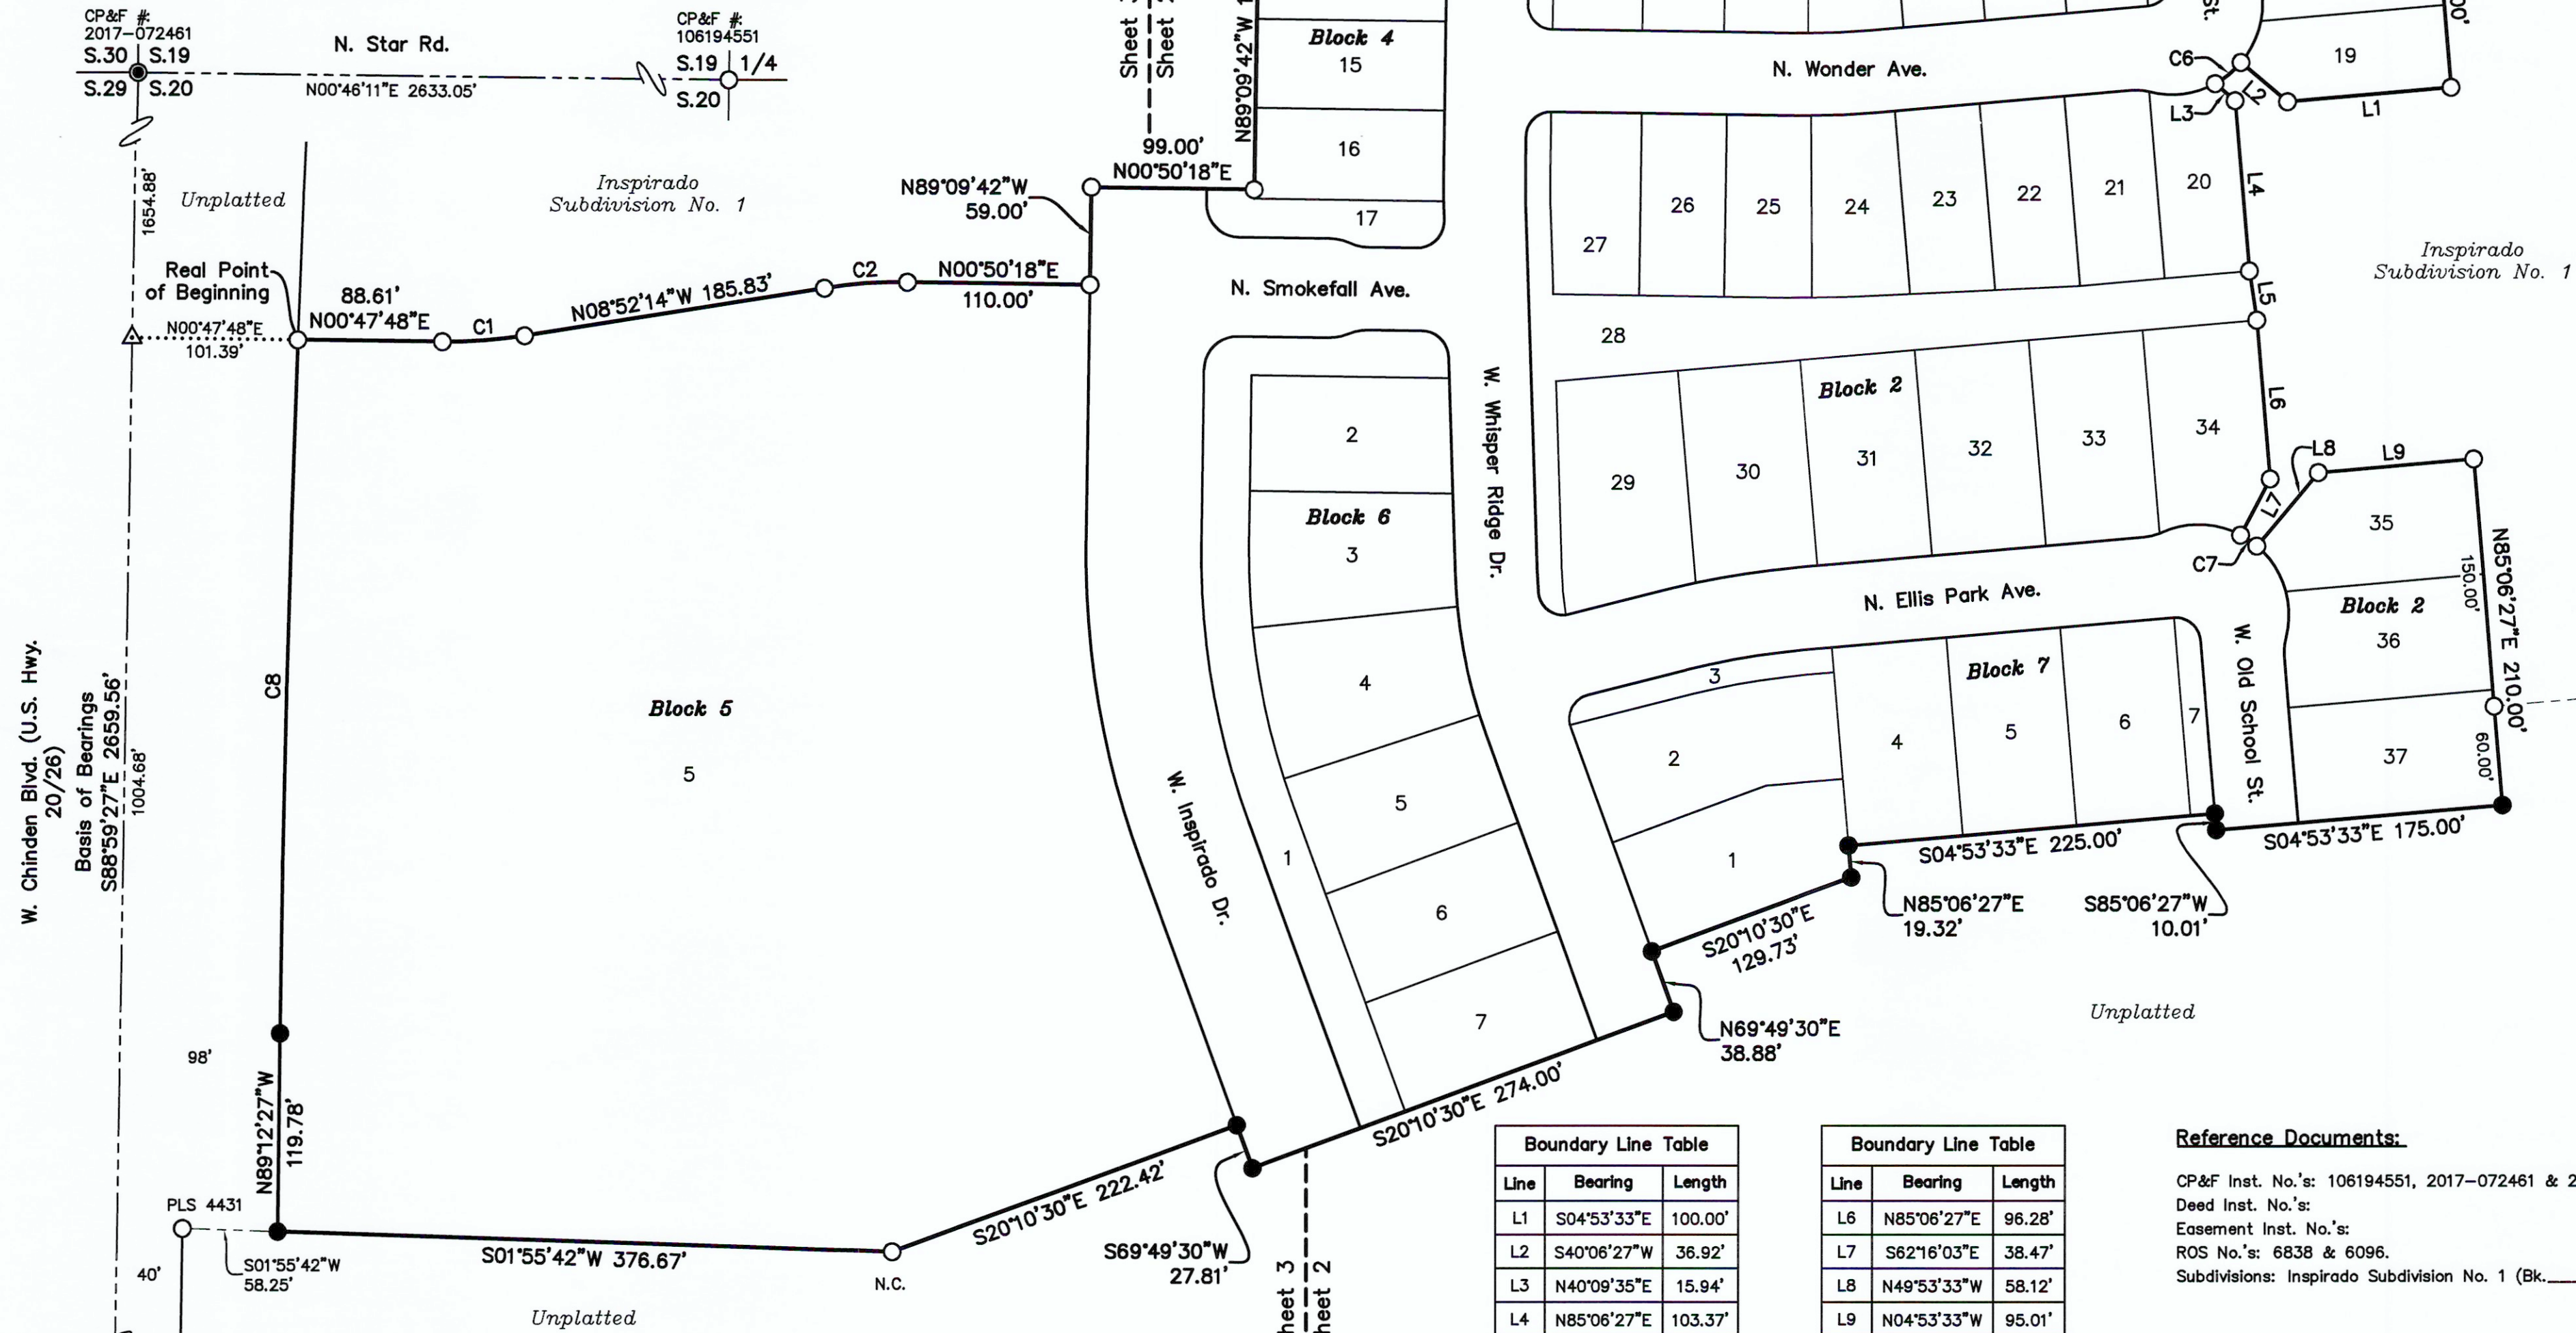 CP&F #:
2017-072461
S.30 S.19
S.29 S.20
N. Star Rd.
N00°46'11"E 2633.05'
CP&F #:
106194551
S.19 1/4
S.20
1654.88'
Unplatted
Inspirado
Subdivision No. 1
Real Point
of Beginning
N00°47'48"E
101.39'
88.61'
N00°47'48"E
C1
N08°52'14"W 185.83'
C2
N00°50'18"E
110.00'
N89°09'42"W
59.00'
99.00'
N00°50'18"E
Sheet
Sheet
N89°09'42"W
Block 4
15
16
17
N. Smokefall Ave.
N. Wonder Ave.
St.
C6
L3
L2
L1
19
27
26
25
24
23
22
21
20
L4
L5
28
Inspirado
Subdivision No. 1
Block 2
29
30
31
32
33
34
L6
L7
L8
L9
C7
35
Block 2
36
37
150.00'
N85°06'27"E 210.00'
60.00'
N. Ellis Park Ave.
W. Whisper Ridge Dr.
W. Old School St.
Block 6
2
3
4
5
6
7
1
W. Inspirado Dr.
Block 7
3
2
1
4
5
6
7
S04°53'33"E 225.00'
S04°53'33"E 175.00'
N85°06'27"E
19.32'
S85°06'27"W
10.01'
S20°10'30"E
129.73'
N69°49'30"E
38.88'
Unplatted
S20°10'30"E 274.00'
W. Chinden Blvd. (U.S. Hwy.
20/26)
Basis of Bearings
S88°59'27"E 2659.56'
1004.68'
C8
Block 5
5
98'
N89°12'27"W
119.78'
PLS 4431
S01°55'42"W
58.25'
40'
S01°55'42"W 376.67'
N.C.
Unplatted
S20°10'30"E 222.42'
S69°49'30"W
27.81'
heet 3
heet 2
Boundary Line Table
Line Bearing Length
L1 S04°53'33"E 100.00'
L2 S40°06'27"W 36.92'
L3 N40°09'35"E 15.94'
L4 N85°06'27"E 103.37'
Boundary Line Table
Line Bearing Length
L6 N85°06'27"E 96.28'
L7 S62°16'03"E 38.47'
L8 N49°53'33"W 58.12'
L9 N04°53'33"W 95.01'
Reference Documents:
CP&F Inst. No.'s: 106194551, 2017-072461 & 2
Deed Inst. No.'s:
Easement Inst. No.'s:
ROS No.'s: 6838 & 6096.
Subdivisions: Inspirado Subdivision No. 1 (Bk.